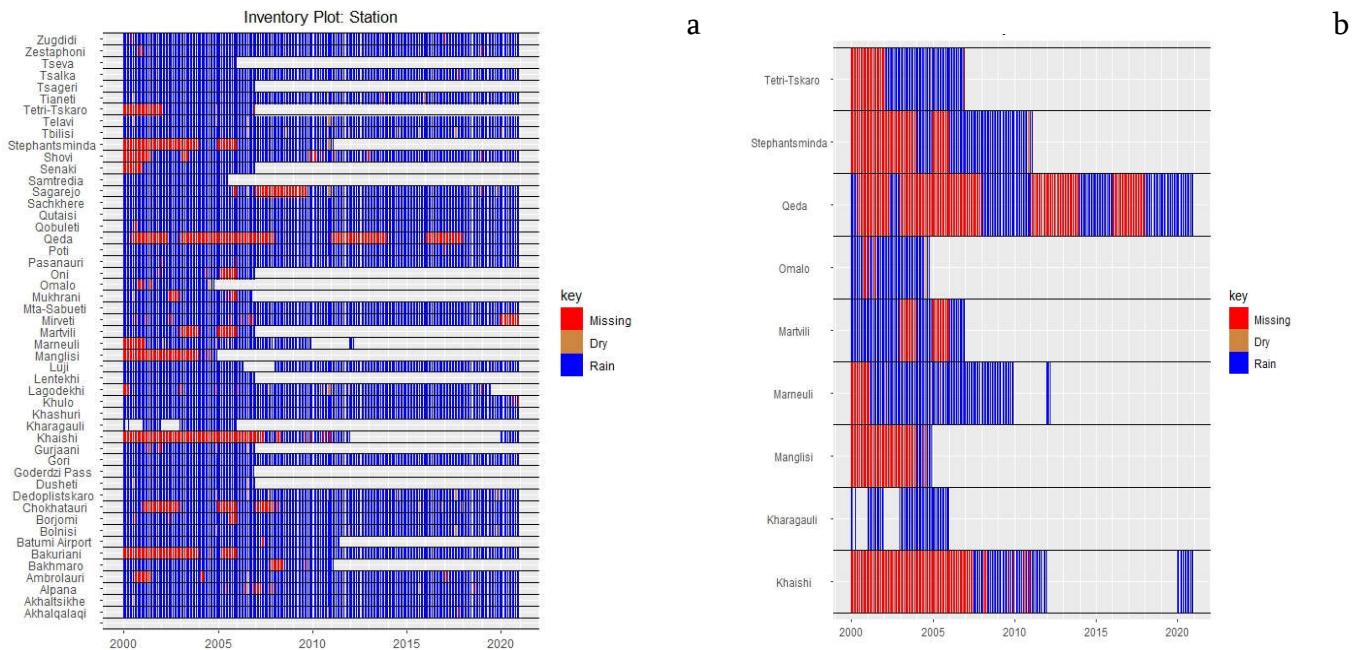 Inventory Plot: Station
a
Zugdidi
Zestaphoni
Tseva
Tsalka
Tsageri
Tianeti
Tetri-Tskaro
Telavi
Tbilisi
Stephantsminda
Shovi
Senaki
Samtredia
Sagarejo
Sachkhere
Qutaisi
Qobuleti
Qeda
Poti
Pasanauri
Oni
Omalo
Mukhrani
Mta-Sabueti
Mirveti
Martvili
Marneuli
Manglisi
Luji
Lentekhi
Lagodekhi
Khulo
Khashuri
Kharagauli
Khaishi
Gurjaani
Gori
Goderdzi Pass
Dusheti
Dedoplistskaro
Chokhatauri
Borjomi
Bolnisi
Batumi Airport
Bakuriani
Bakhmaro
Ambrolauri
Alpana
Akhaltsikhe
Akhalqalaqi
2000 2005 2010 2015 2020
key
Missing
Dry
Rain
b
Tetri-Tskaro
Stephantsminda
Qeda
Omalo
Martvili
Marneuli
Manglisi
Kharagauli
Khaishi
2000 2005 2010 2015 2020
key
Missing
Dry
Rain